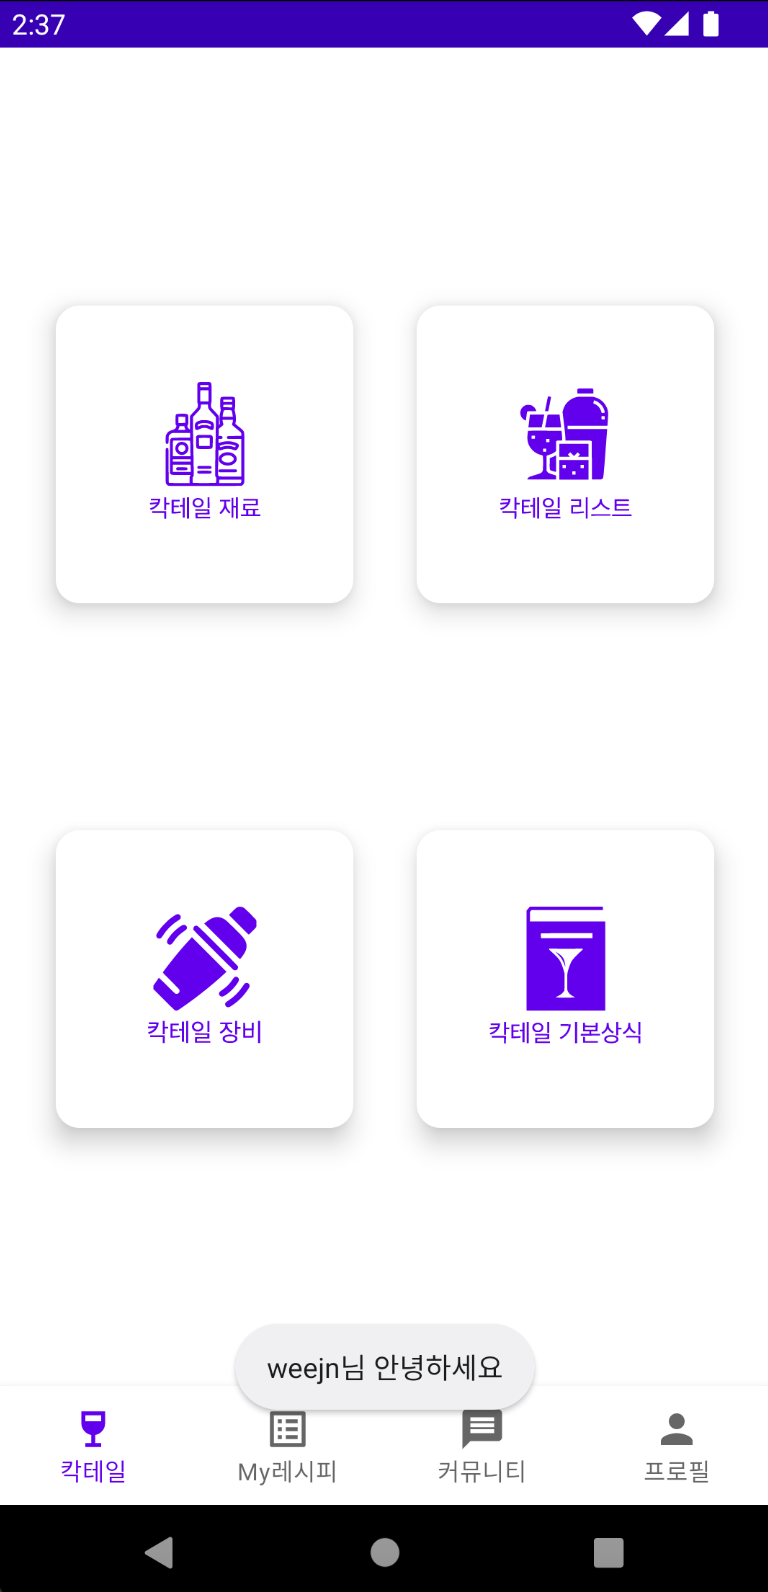 2:37
칵테일 재료
칵테일 리스트
칵테일 장비
칵테일 기본상식
weejn님 안녕하세요
칵테일
My레시피
커뮤니티
프로필